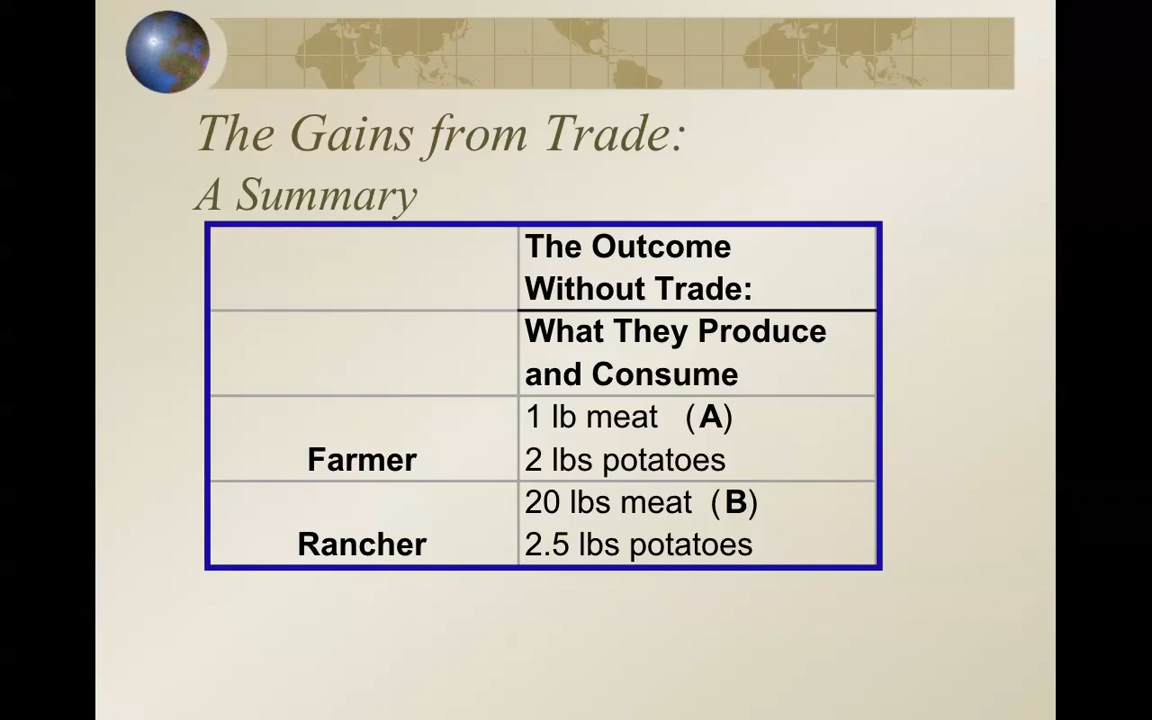 The Gains from Trade:
A Summary
The Outcome
Without Trade:
What They Produce
and Consume
1 lb meat (A)
Farmer 2 lbs potatoes
20 lbs meat (B)
Rancher 2.5 lbs potatoes